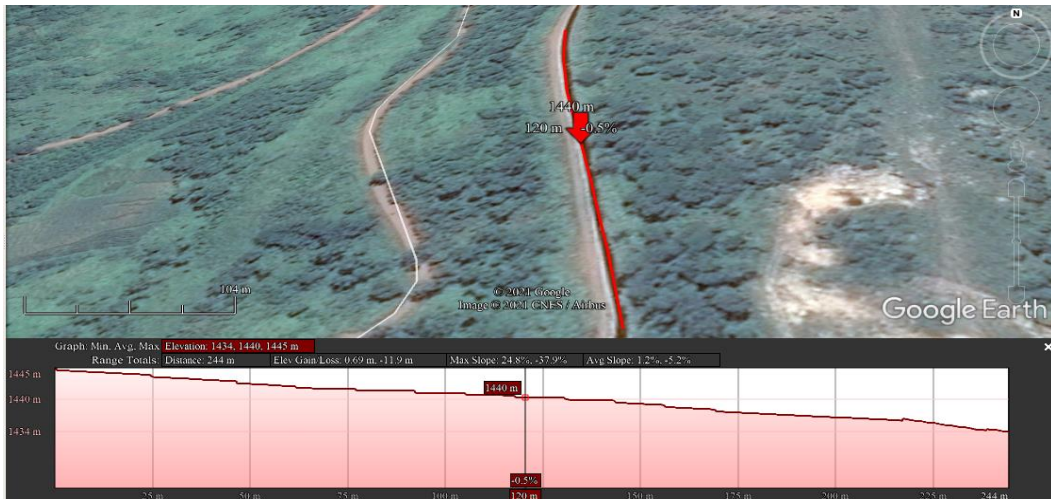 N
1440 m
120 m -0.5%
104 m
© 2021 Google
Image © 2021 CNES / Airbus
Google Earth
Graph: Min, Avg, Max Elevation: 1434, 1440, 1445 m
Range Totals: Distance: 244 m Elev Gain/Loss: 0.69 m, -11.9 m Max Slope: 24.8%, -37.9% Avg Slope: 1.2%, -5.2%
1445 m
1440 m
1440 m
1434 m
-0.5%
25 m 50 m 75 m 100 m 120 m 150 m 175 m 200 m 225 m 244 m